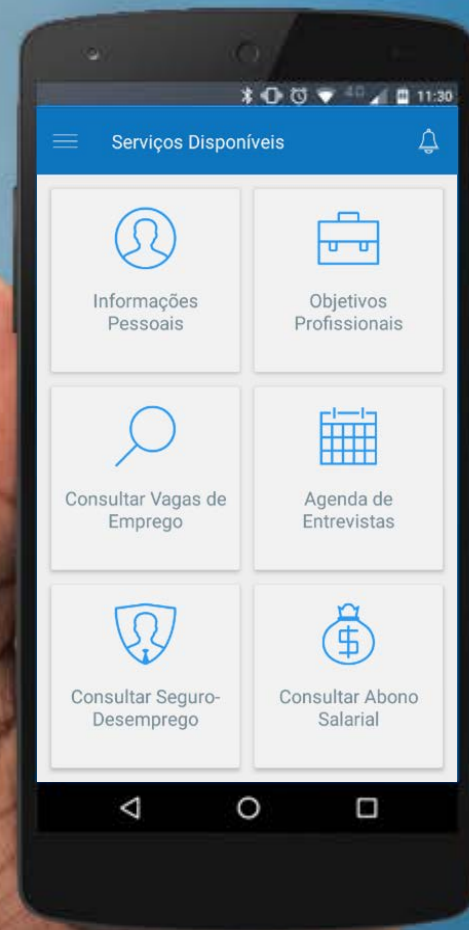 4G 11:30
Serviços Disponíveis
Informações
Pessoais
Objetivos
Profissionais
Consultar Vagas de
Emprego
Agenda de
Entrevistas
Consultar Seguro-
Desemprego
Consultar Abono
Salarial